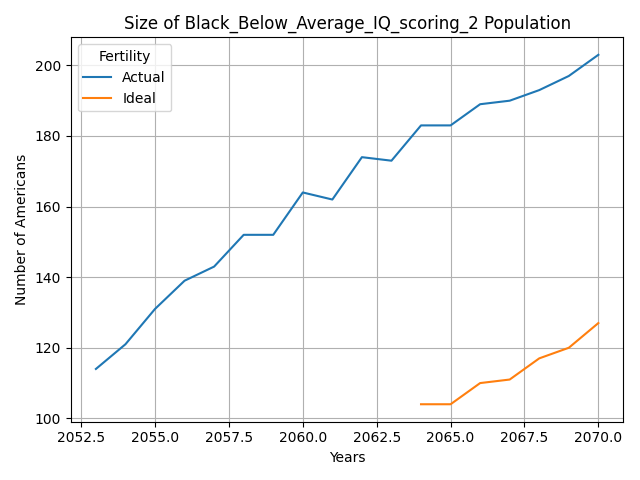 Size of Black_Below_Average_IQ_scoring_2 Population
Fertility
Actual
Ideal
Number of Americans
200
180
160
140
120
100
2052.5 2055.0 2057.5 2060.0 2062.5 2065.0 2067.5 2070.0
Years